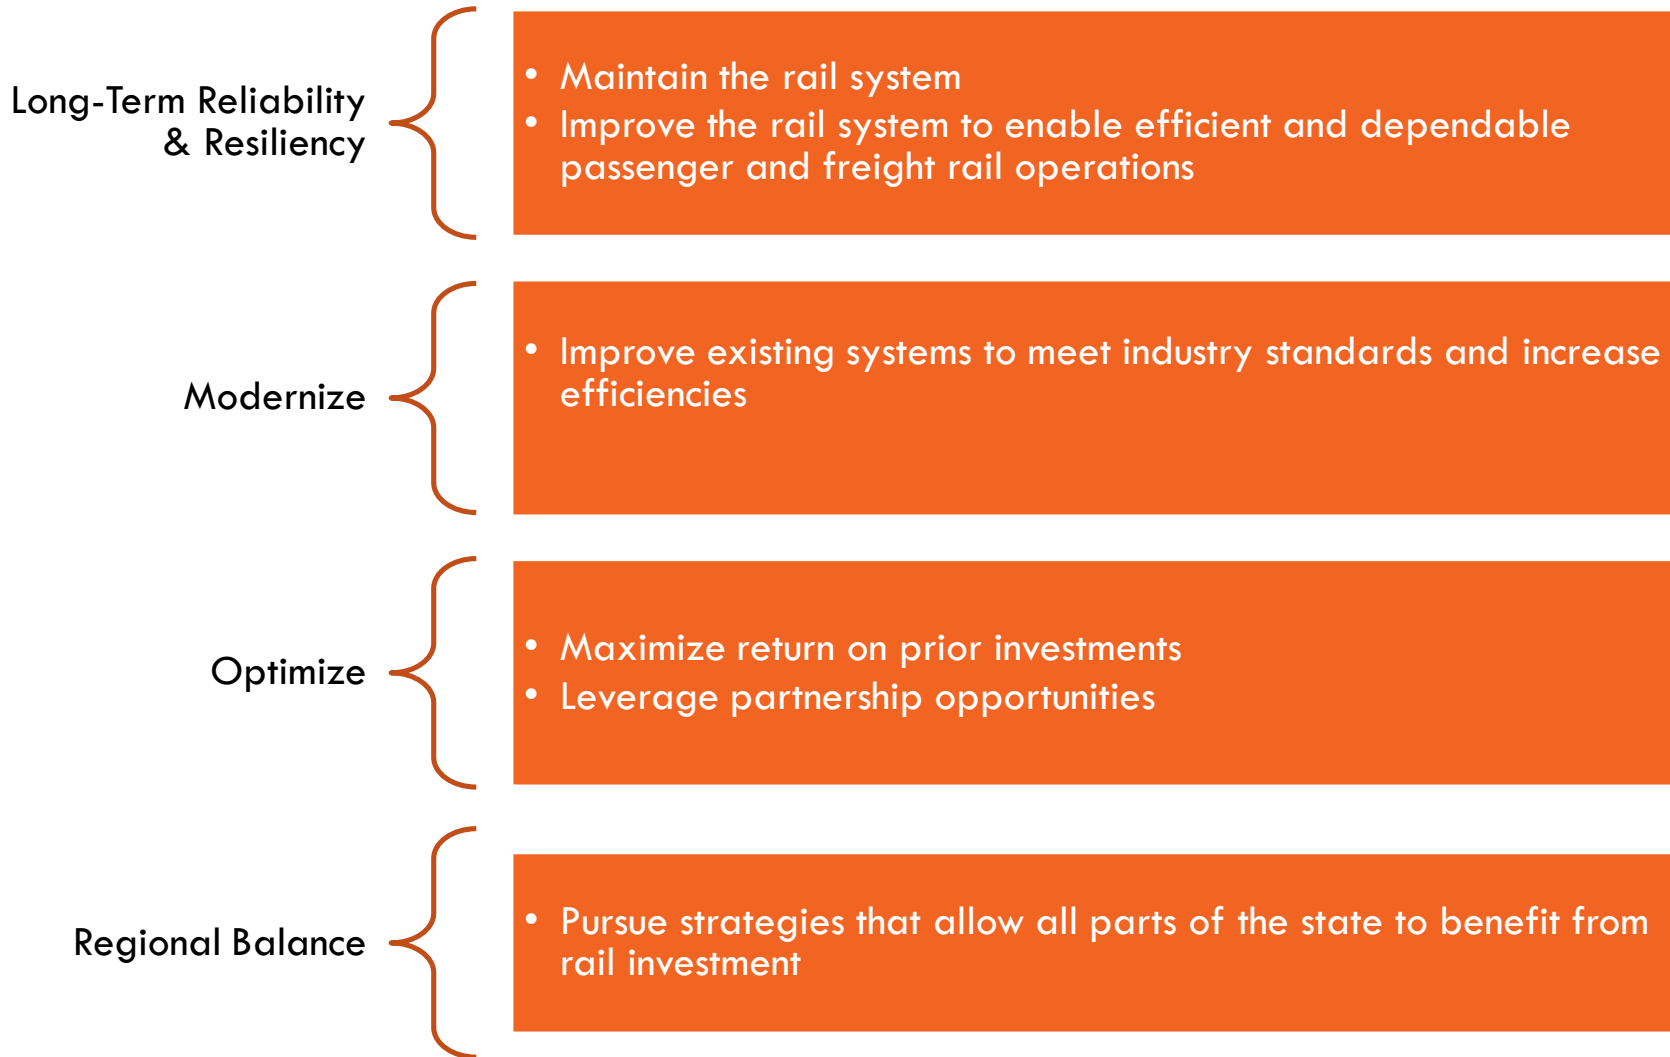 Long-Term Reliability
& Resiliency
• Maintain the rail system
• Improve the rail system to enable efficient and dependable
passenger and freight rail operations
Modernize
• Improve existing systems to meet industry standards and increase
efficiencies
Optimize
• Maximize return on prior investments
• Leverage partnership opportunities
Regional Balance
• Pursue strategies that allow all parts of the state to benefit from
rail investment